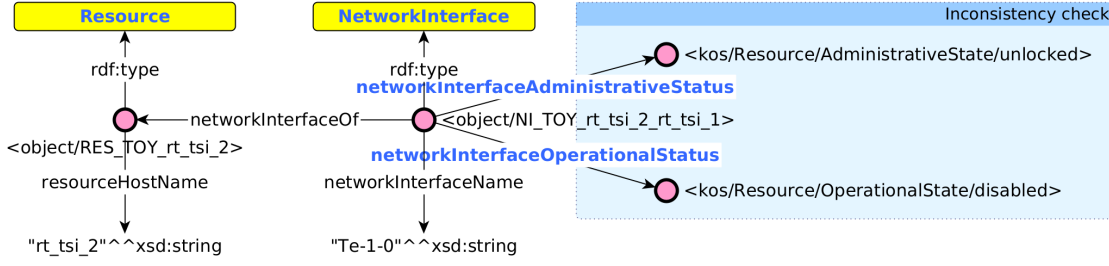 Resource
NetworkInterface
Inconsistency check
<kos/Resource/AdministrativeState/unlocked>
rdf:type
rdf:type
networkInterfaceAdministrativeStatus
networkInterfaceOf
<object/NI_TOY_rt_tsi_2_rt_tsi_1>
<object/RES_TOY_rt_tsi_2>
networkInterfaceOperationalStatus
resourceHostName
networkInterfaceName
<kos/Resource/OperationalState/disabled>
"rt_tsi_2"^^xsd:string
"Te-1-0"^^xsd:string